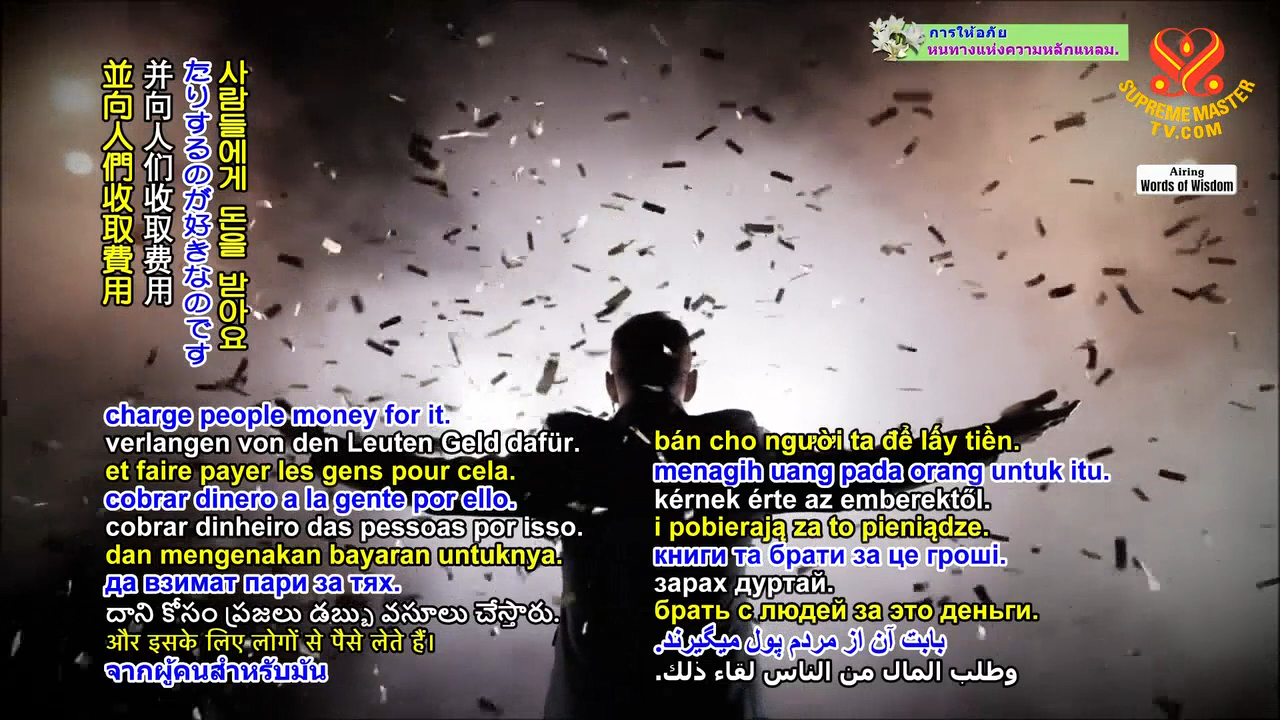 การให้อภัย
หนทางแห่งความหลักแหลม.
SUPREME MASTER
TV.COM
Airing
Words of Wisdom
사람들에게 돈을 받아요
たりするのが好きなのです
并向人们收取费用
並向人們收取費用
charge people money for it.
verlangen von den Leuten Geld dafür.
et faire payer les gens pour cela.
cobrar dinero a la gente por ello.
cobrar dinheiro das pessoas por isso.
dan mengenakan bayaran untuknya.
да взимат пари за тях.
దాని కోసం ప్రజలు డబ్బు వసూలు చేస్తారు.
और इसके लिए लोगों से पैसे लेते हैं।
จากผู้คนสำหรับมัน
bán cho người ta để lấy tiền.
menagih uang pada orang untuk itu.
kérnek érte az emberektől.
i pobierają za to pieniądze.
книги та брати за це гроші.
зарах дуртай.
брать с людей за это деньги.
بابت آن از مردم پول میگیرند.
وطلب المال من الناس لقاء ذلك.